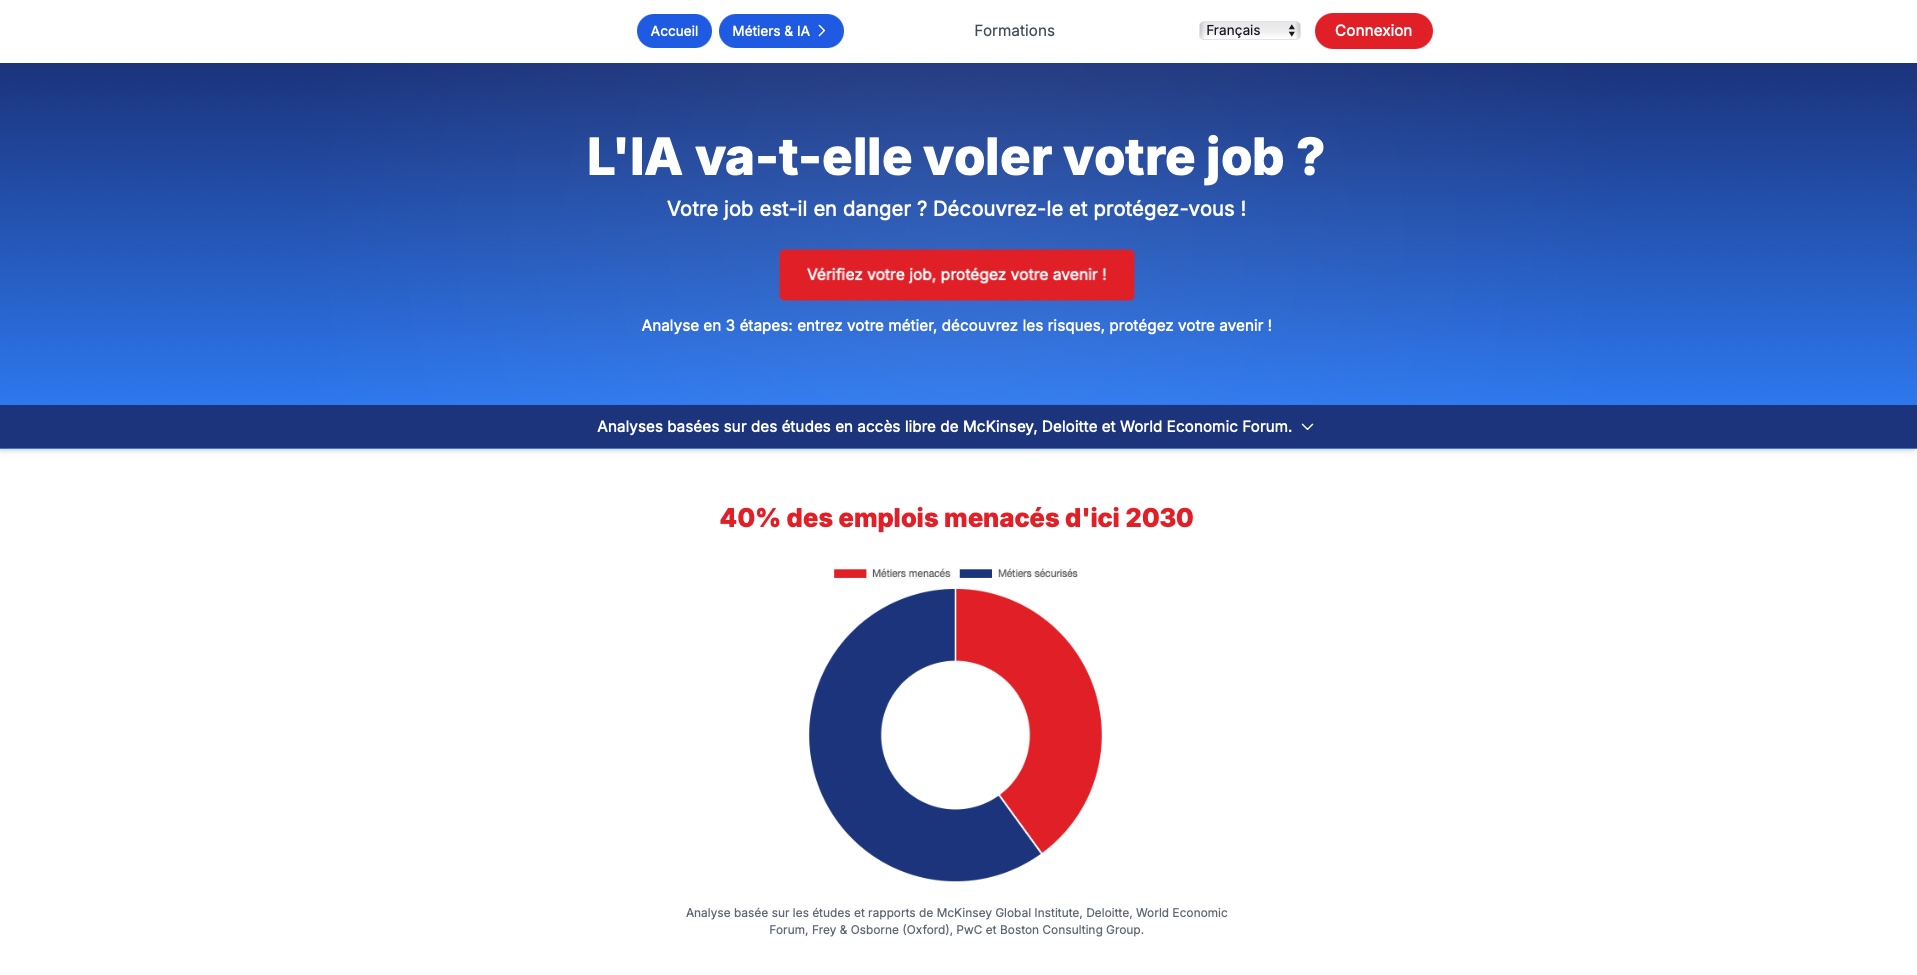 Accueil
Métiers & IA
Formations
Français
Connexion
L'IA va-t-elle voler votre job ?
Votre job est-il en danger ? Découvrez-le et protégez-vous !
Vérifiez votre job, protégez votre avenir !
Analyse en 3 étapes: entrez votre métier, découvrez les risques, protégez votre avenir !
Analyses basées sur des études en accès libre de McKinsey, Deloitte et World Economic Forum.
40% des emplois menacés d'ici 2030
Métiers menacés
Métiers sécurisés
Analyse basée sur les études et rapports de McKinsey Global Institute, Deloitte, World Economic
Forum, Frey & Osborne (Oxford), PwC et Boston Consulting Group.